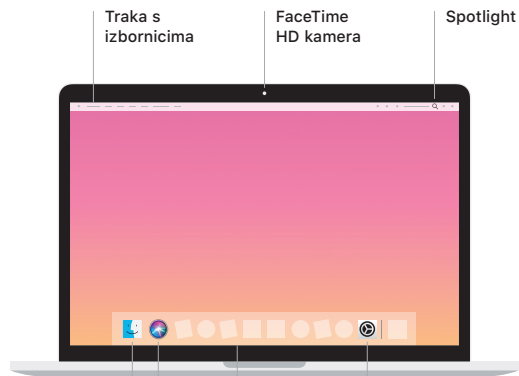 Traka s
izbornicima
FaceTime
HD kamera
Spotlight